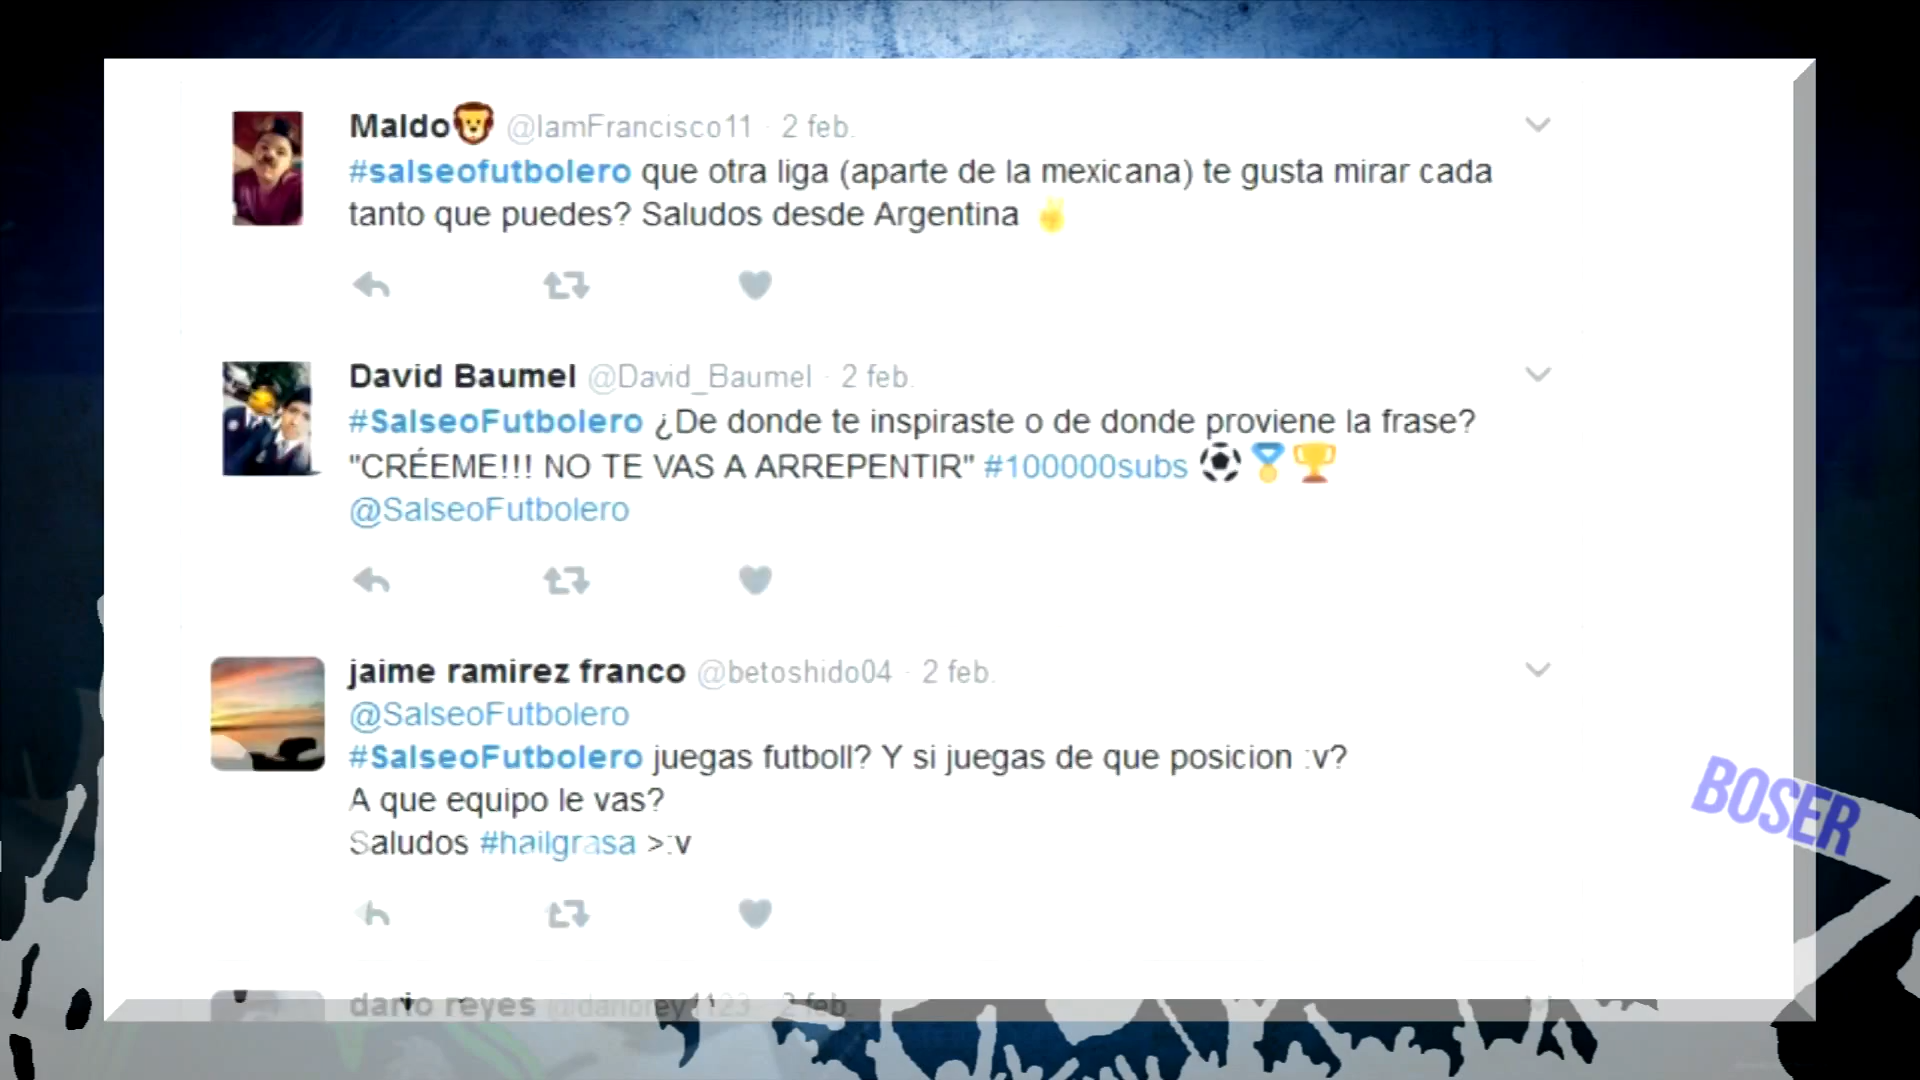 Maldo🦁 @IamFrancisco11 · 2 feb.
#salseofutbolero que otra liga (aparte de la mexicana) te gusta mirar cada
tanto que puedes? Saludos desde Argentina ✌
David Baumel @David_Baumel · 2 feb.
#SalseoFutbolero ¿De donde te inspiraste o de donde proviene la frase?
"CRÉEME!!! NO TE VAS A ARREPENTIR" #100000subs ⚽🏅🏆
@SalseoFutbolero
jaime ramirez franco @betoshido04 · 2 feb.
@SalseoFutbolero
#SalseoFutbolero juegas futboll? Y si juegas de que posicion :v?
A que equipo le vas?
Saludos #hailgrasa >:v
BOSER
dario reyes @dariorey1123 · 2 feb.